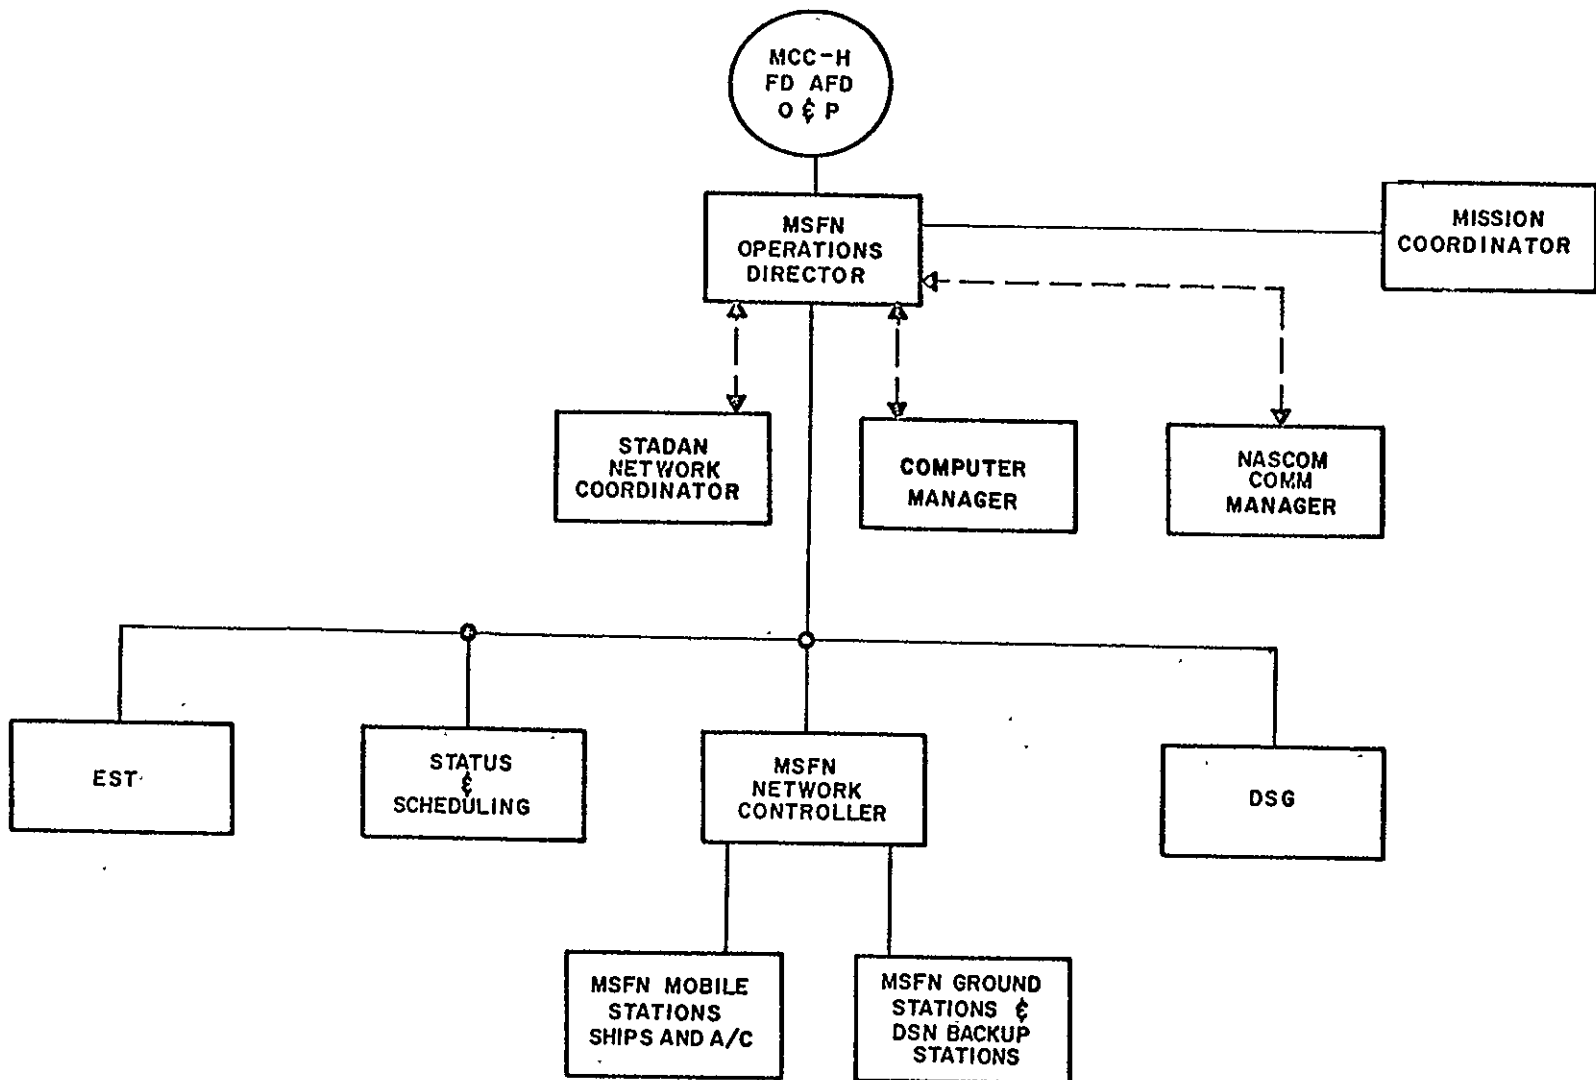 MCC-H
FD AFD
O & P
MSFN
OPERATIONS
DIRECTOR
MISSION
COORDINATOR
STADAN
NETWORK
COORDINATOR
COMPUTER
MANAGER
NASCOM
COMM
MANAGER
EST
STATUS
&
SCHEDULING
MSFN
NETWORK
CONTROLLER
DSG
MSFN MOBILE
STATIONS
SHIPS AND A/C
MSFN GROUND
STATIONS &
DSN BACKUP
STATIONS